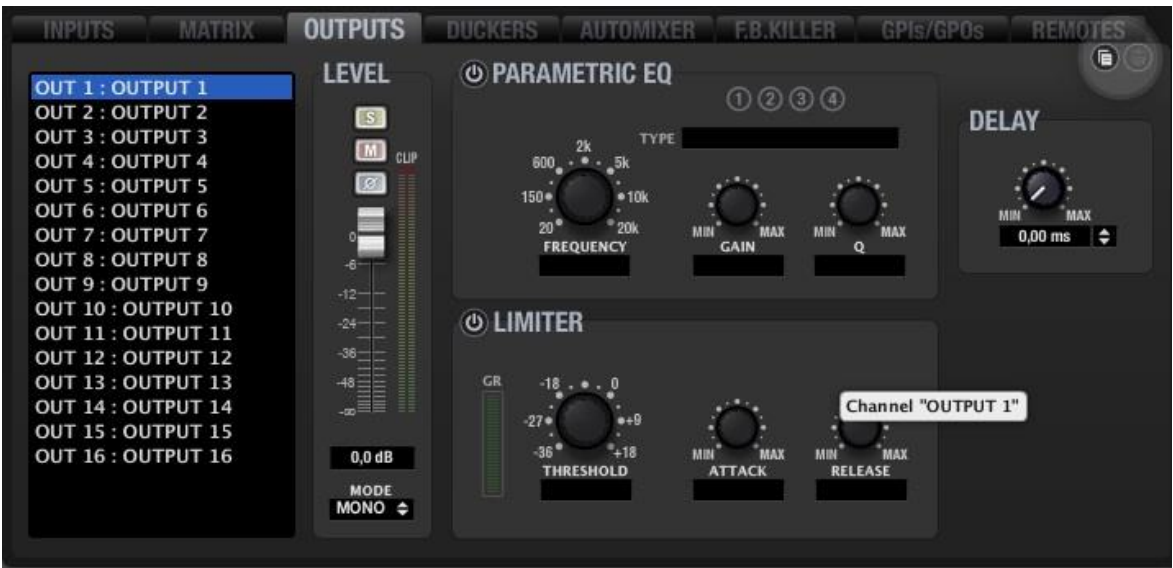 INPUTS MATRIX OUTPUTS DUCKERS AUTOMIXER F.B.KILLER GPIs/GPOs REMOTES
OUT 1 : OUTPUT 1
OUT 2 : OUTPUT 2
OUT 3 : OUTPUT 3
OUT 4 : OUTPUT 4
OUT 5 : OUTPUT 5
OUT 6 : OUTPUT 6
OUT 7 : OUTPUT 7
OUT 8 : OUTPUT 8
OUT 9 : OUTPUT 9
OUT 10 : OUTPUT 10
OUT 11 : OUTPUT 11
OUT 12 : OUTPUT 12
OUT 13 : OUTPUT 13
OUT 14 : OUTPUT 14
OUT 15 : OUTPUT 15
OUT 16 : OUTPUT 16
LEVEL
S
M
CLIP
Ø
0
-6
-12
-24
-36
-48
-∞
0,0 dB
MODE
MONO
PARAMETRIC EQ
1 2 3 4
TYPE
2k
600 5k
150 10k
20 20k
FREQUENCY
MIN MAX
GAIN
MIN MAX
Q
LIMITER
GR
-18 0
-27 +9
-36 +18
THRESHOLD
MIN MAX
ATTACK
Channel "OUTPUT 1"
MIN MAX
RELEASE
DELAY
MIN MAX
0,00 ms